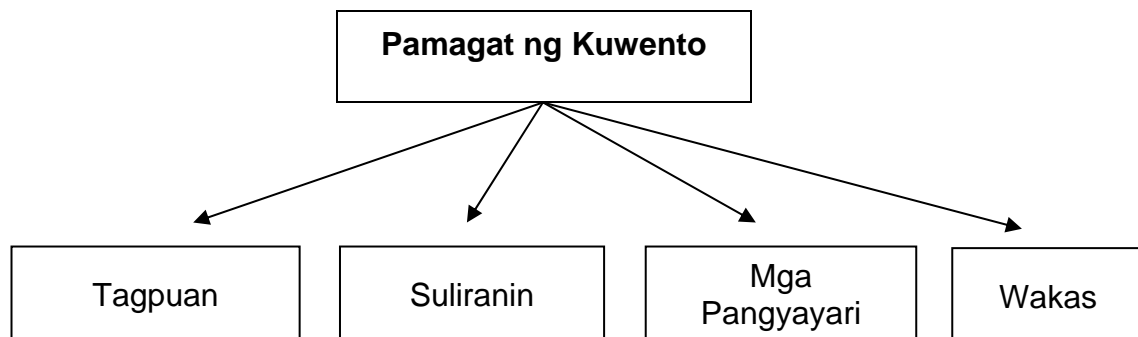 Pamagat ng Kuwento
Tagpuan
Suliranin
Mga
Pangyayari
Wakas